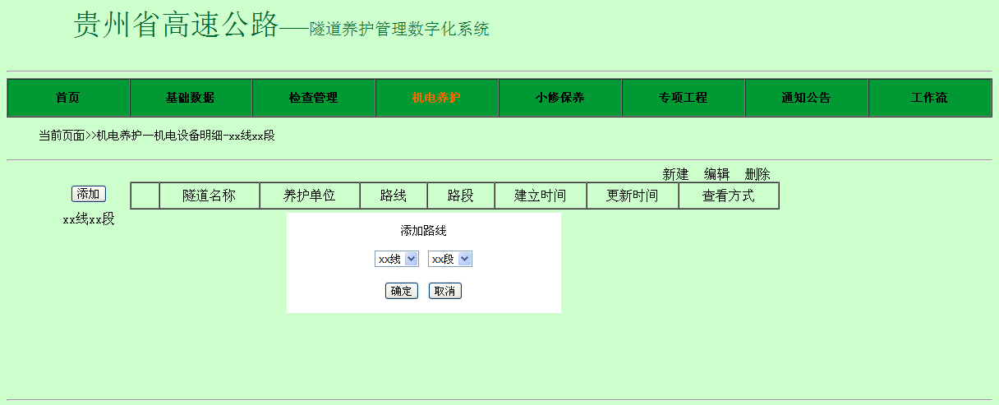 贵州省高速公路——隧道养护管理数字化系统
首页 基础数据 检查管理 机电养护 小修保养 专项工程 通知公告 工作流
当前页面>>机电养护—机电设备明细-xx线xx段
新建 编辑 删除
添加 隧道名称 养护单位 路线 路段 建立时间 更新时间 查看方式
xx线xx段
添加路线
xx线 xx段
确定 取消